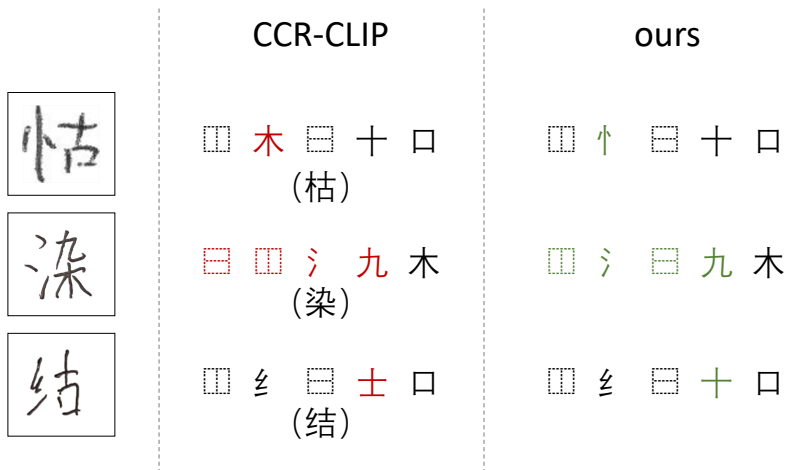 CCR-CLIP ours
怙 ⿰ 木 ⿱ 十 口 ⿰ 忄 ⿱ 十 口
(枯)
⿱ ⿰ 氵 九 木 ⿰ 氵 ⿱ 九 木
(染)
⿰ 纟 ⿱ 士 口 ⿰ 纟 ⿱ 十 口
(结)